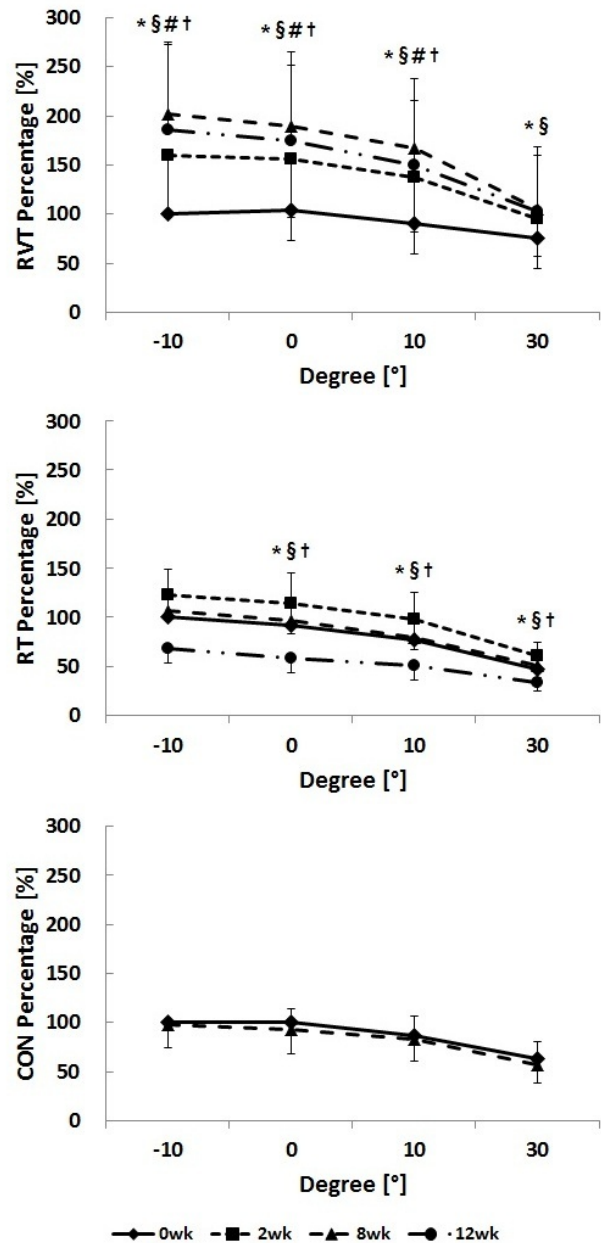 300
* § # † * § # † * § # † * §
250
200
150
100
50
0
RVT Percentage [%]
-10 0 10 30
Degree [°]
300
250
200
150
* § † * § † * § †
100
50
0
RT Percentage [%]
-10 0 10 30
Degree [°]
300
250
200
150
100
50
0
CON Percentage [%]
-10 0 10 30
Degree [°]
0wk 2wk 8wk 12wk